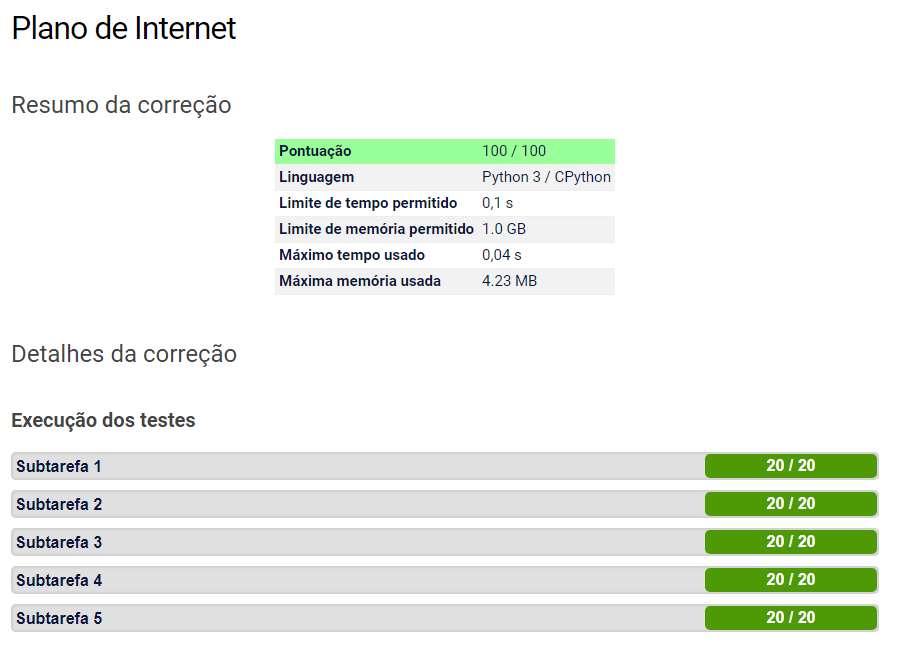 Plano de Internet
Resumo da correção
Pontuação 100 / 100
Linguagem Python 3 / CPython
Limite de tempo permitido 0,1 s
Limite de memória permitido 1.0 GB
Máximo tempo usado 0,04 s
Máxima memória usada 4.23 MB
Detalhes da correção
Execução dos testes
Subtarefa 1 20 / 20
Subtarefa 2 20 / 20
Subtarefa 3 20 / 20
Subtarefa 4 20 / 20
Subtarefa 5 20 / 20